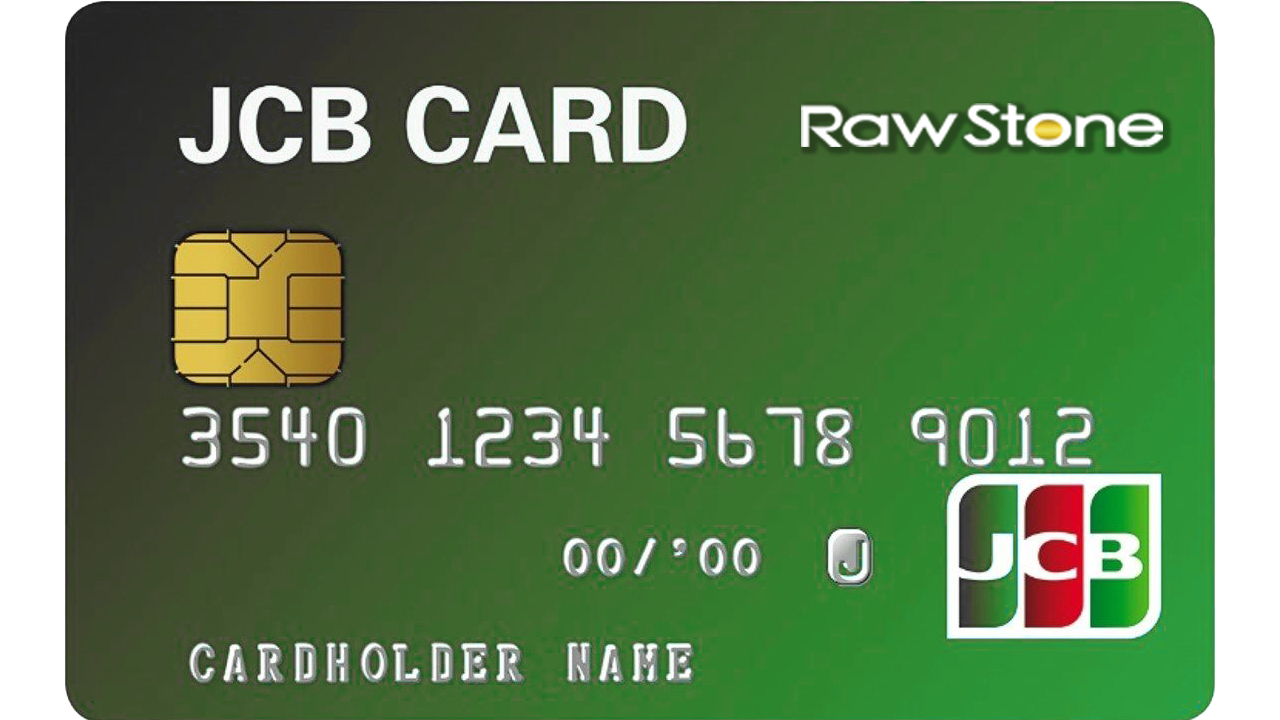 JCB CARD
RawStone
3540 1234 5678 9012
00/'00 J
JCB
CARDHOLDER NAME